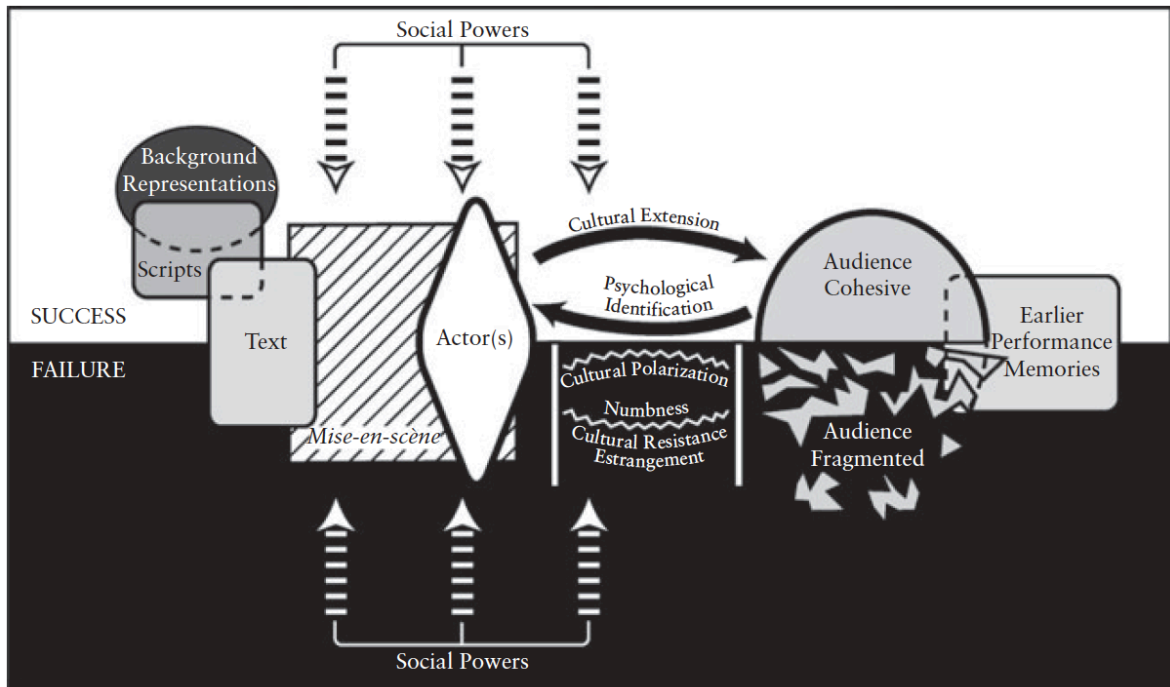 Social Powers
Background
Representations
Scripts
Text
SUCCESS
FAILURE
Mise-en-scène
Actor(s)
Cultural Extension
Psychological
Identification
Cultural Polarization
Numbness
Cultural Resistance
Estrangement
Audience
Cohesive
Earlier
Performance
Memories
Audience
Fragmented
Social Powers